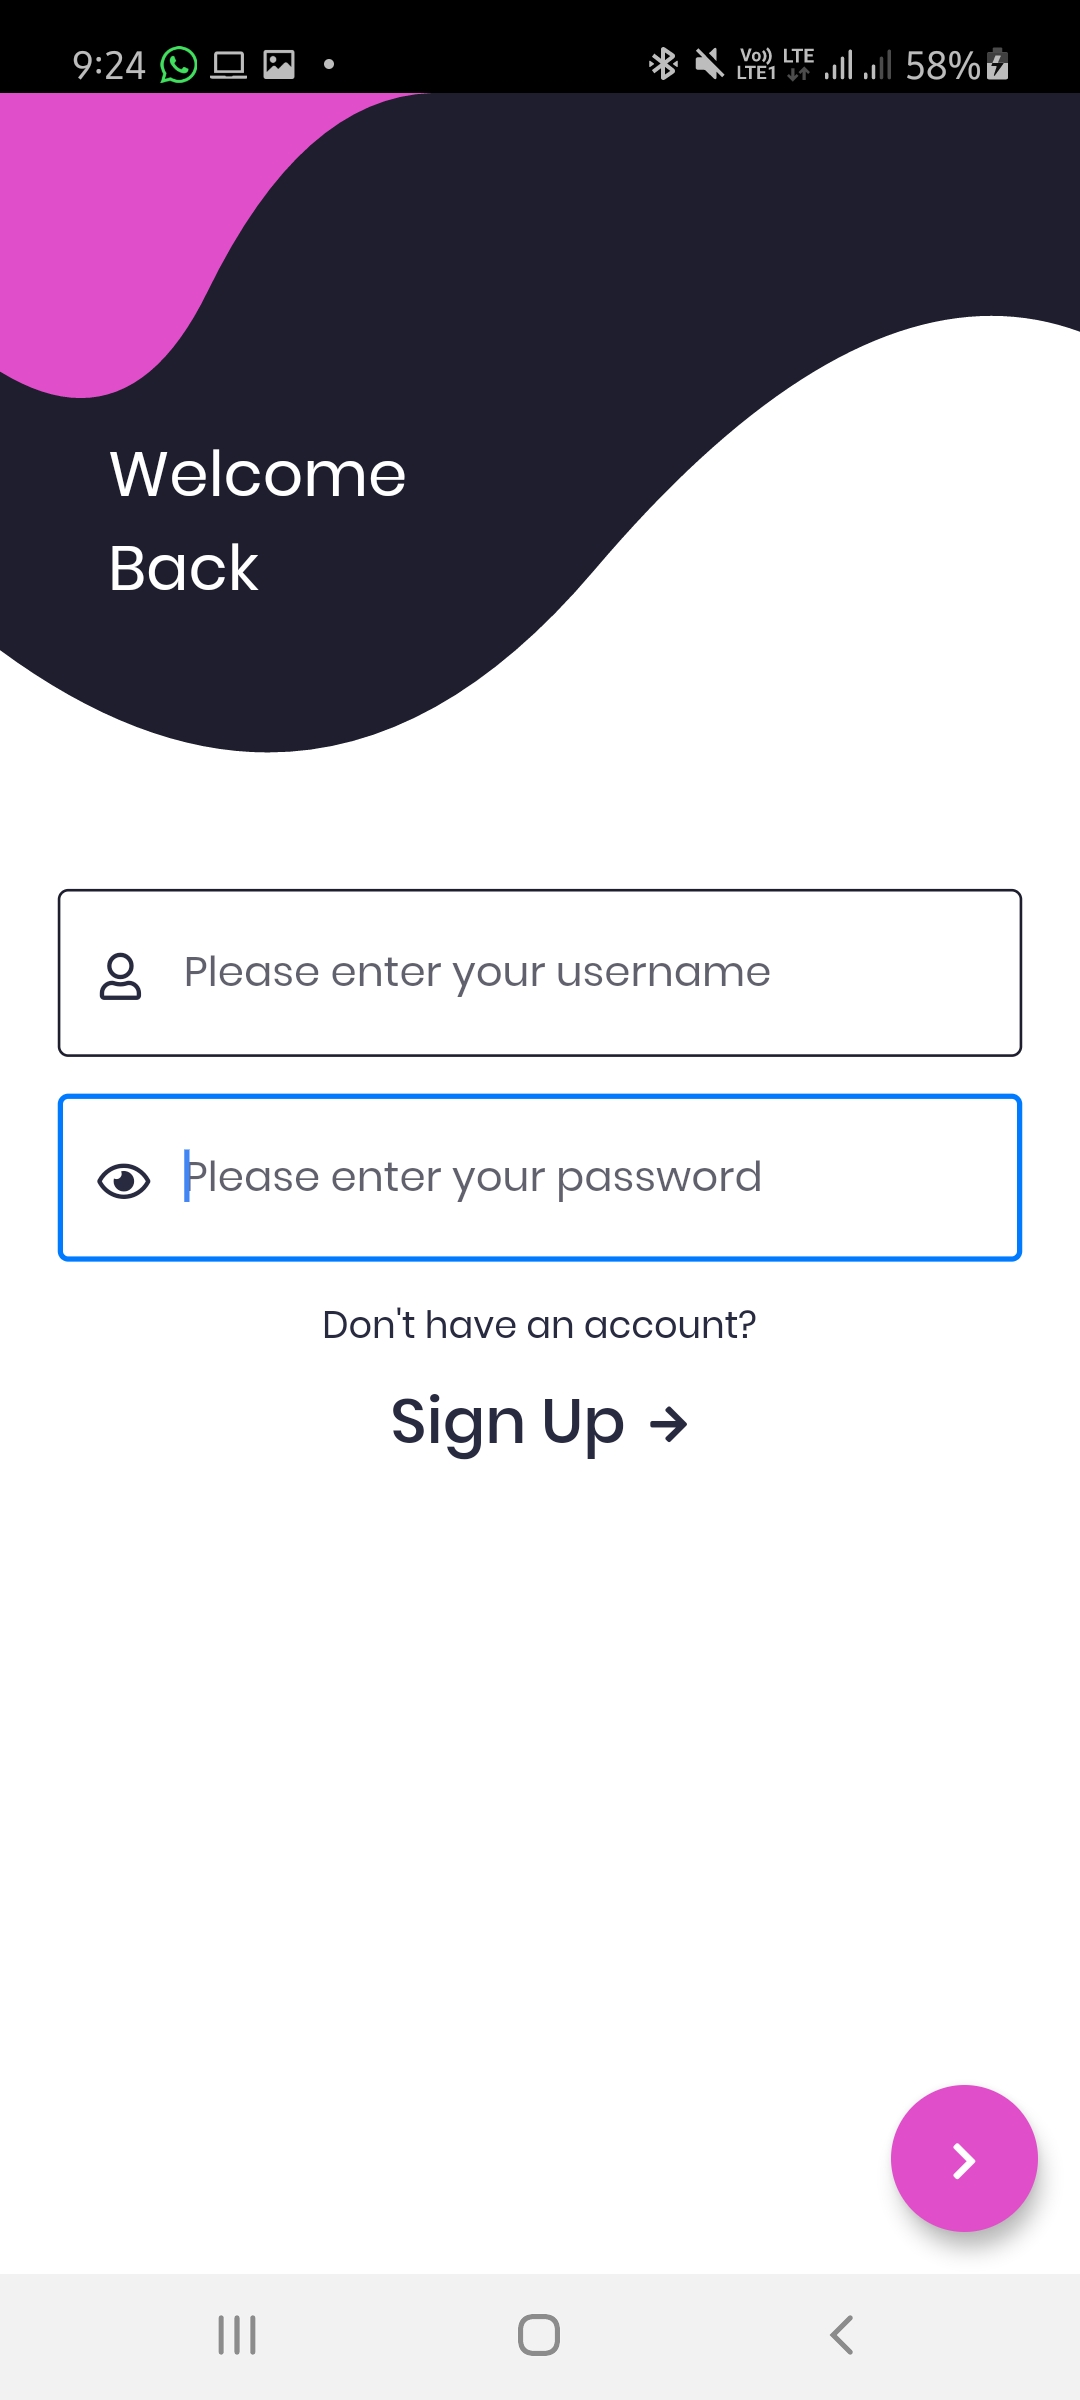 9:24
Vo)) LTE
LTE1
58%
Welcome
Back
Please enter your username
Please enter your password
Don't have an account?
Sign Up →